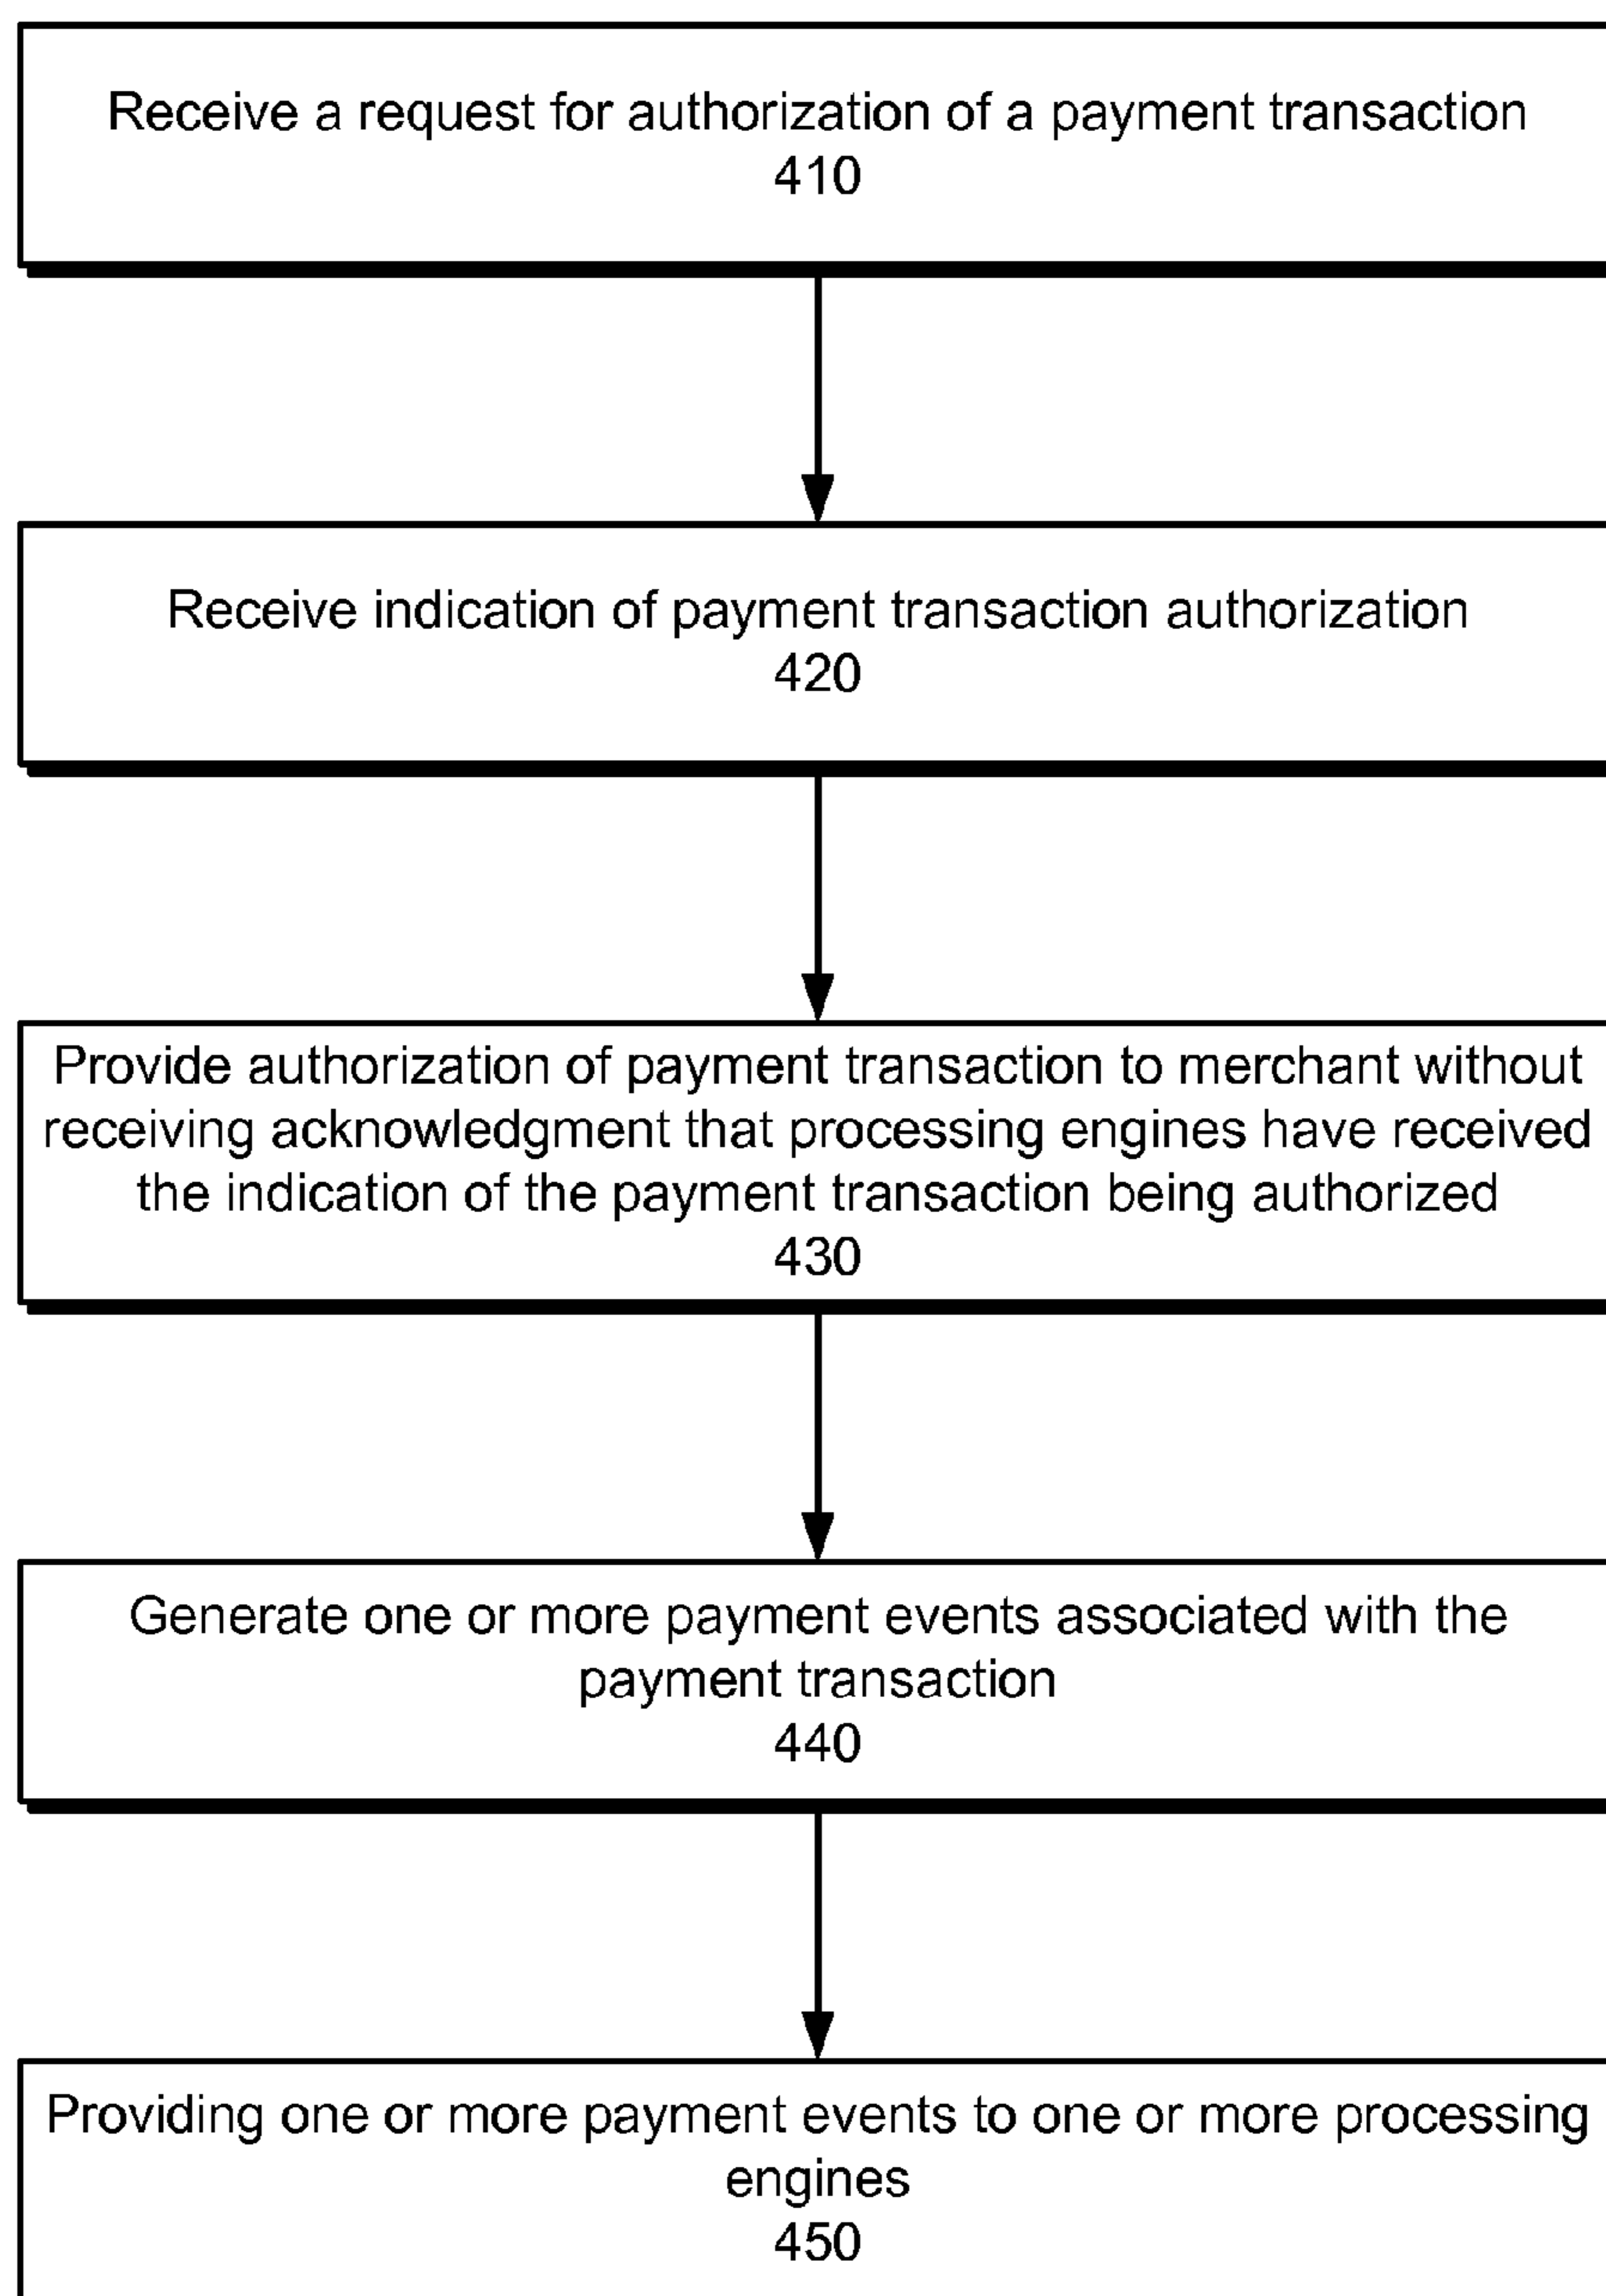 Receive a request for authorization of a payment transaction
410
Receive indication of payment transaction authorization
420
Provide authorization of payment transaction to merchant without
receiving acknowledgment that processing engines have received
the indication of the payment transaction being authorized
430
Generate one or more payment events associated with the
payment transaction
440
Providing one or more payment events to one or more processing
engines
450